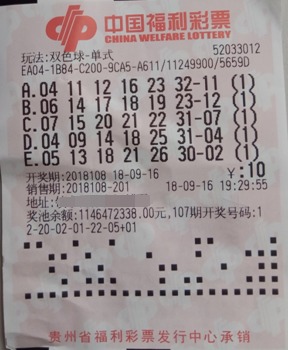 中国福利彩票
CHINA WELFARE LOTTERY
玩法:双色球-单式 52033012
EA04-1B84-C200-9CA5-A611/11249900/5659D
A.04 11 12 16 23 32-11 (1)
B.06 14 17 18 19 23-12 (1)
C.07 15 20 21 22 31-07 (1)
D.04 09 14 18 25 31-04 (1)
E.05 13 18 21 26 30-02 (1)
开奖期:2018108 18-09-16 ¥:10
销售期:2018108-201 18-09-16 19:29:55
地址:
奖池余额:1146472338.00元,107期开奖号码:1
2-20-02-01-22-05+01
贵州省福利彩票发行中心承销